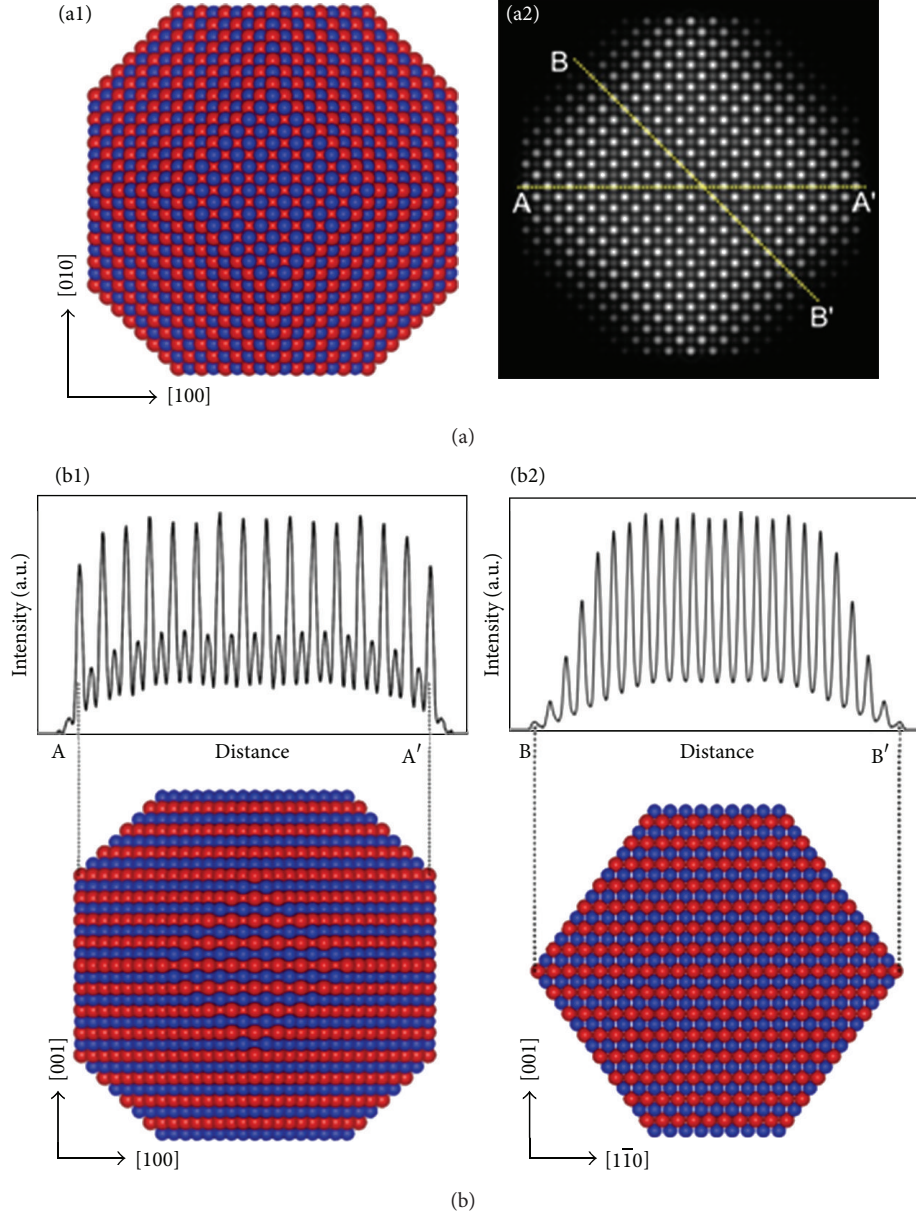 (a1)
(a2)
B
A
A'
B'
[010]
[100]
(a)
(b1)
(b2)
Intensity (a.u.)
Intensity (a.u.)
A
Distance
A′
B
Distance
B′
[001]
[100]
[001]
[11̅0]
(b)